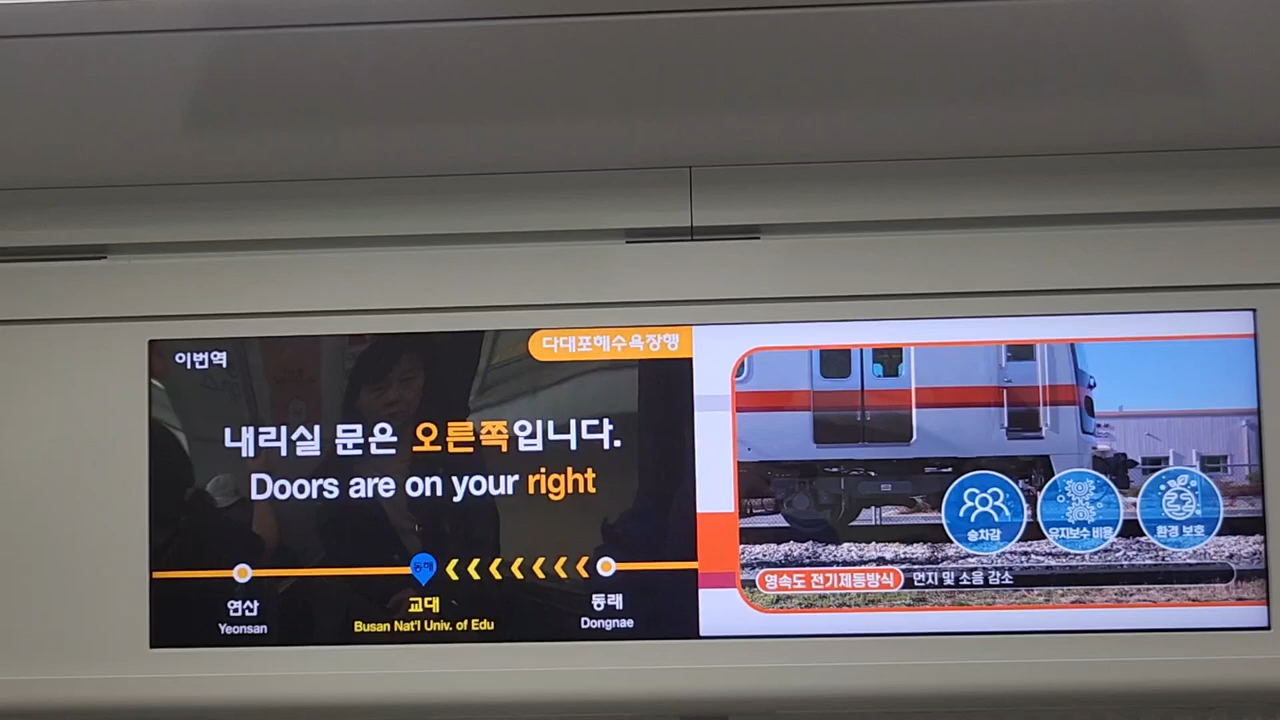 이번역
다대포해수욕장행
내리실 문은 오른쪽입니다.
Doors are on your right
동해
연산
Yeonsan
교대
Busan Nat'l Univ. of Edu
동래
Dongnae
승차감
유지보수 비용
환경 보호
영속도 전기제동방식
먼지 및 소음 감소